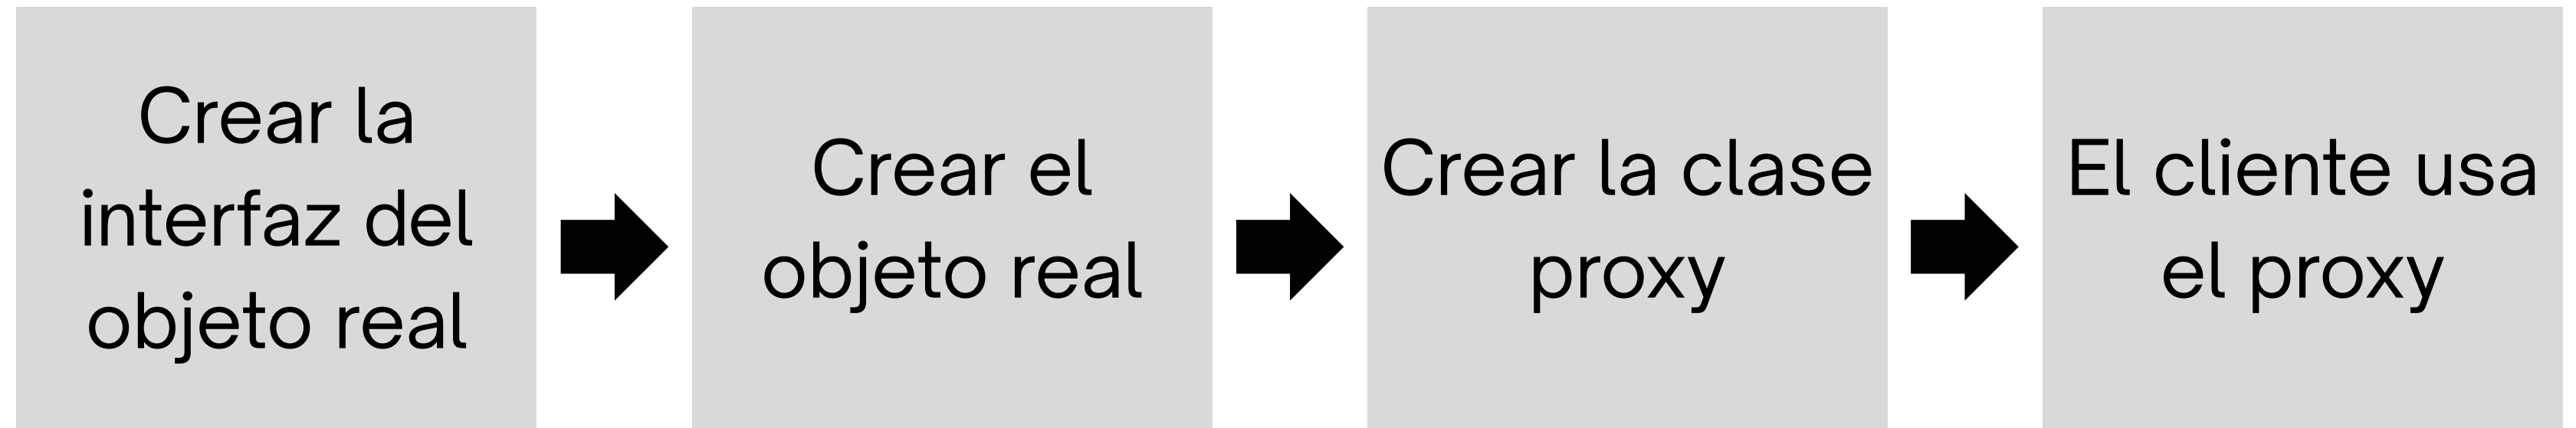 Crear la
interfaz del
objeto real
Crear el
objeto real
Crear la clase
proxy
El cliente usa
el proxy